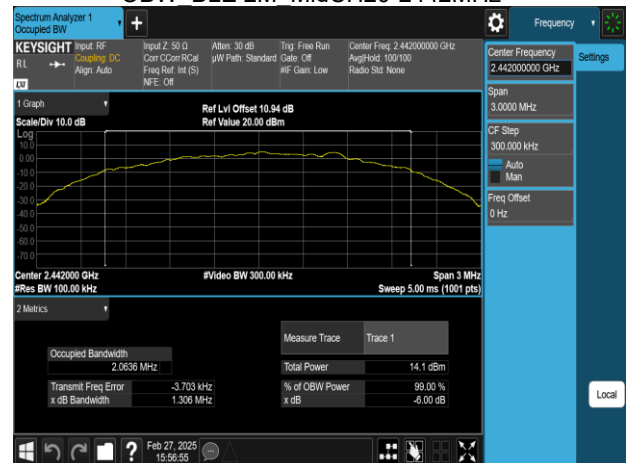 Spectrum Analyzer 1
Occupied BW
Frequency
KEYSIGHT
RL
LXI
Input: RF
Coupling: DC
Align: Auto
Input Z: 50 Ω
Corr CCorr RCal
Freq Ref: Int (S)
NFE: Off
Atten: 30 dB
µW Path: Standard
Trig: Free Run
Gate: Off
#IF Gain: Low
Center Freq: 2.442000000 GHz
Avg|Hold: 100/100
Radio Std: None
Center Frequency
2.442000000 GHz
Settings
Span
3.0000 MHz
CF Step
300.000 kHz
Auto
Man
Freq Offset
0 Hz
1 Graph
Scale/Div 10.0 dB
Ref Lvl Offset 10.94 dB
Ref Value 20.00 dBm
Log
10.0
0.00
-10.0
-20.0
-30.0
-40.0
-50.0
-60.0
-70.0
Center 2.442000 GHz
#Video BW 300.00 kHz
Span 3 MHz
#Res BW 100.00 kHz
Sweep 5.00 ms (1001 pts)
2 Metrics
Measure Trace
Trace 1
Occupied Bandwidth
2.0636 MHz
Total Power
14.1 dBm
Transmit Freq Error
-3.703 kHz
% of OBW Power
99.00 %
x dB Bandwidth
1.306 MHz
x dB
-6.00 dB
Local
?
Feb 27, 2025
15:56:55